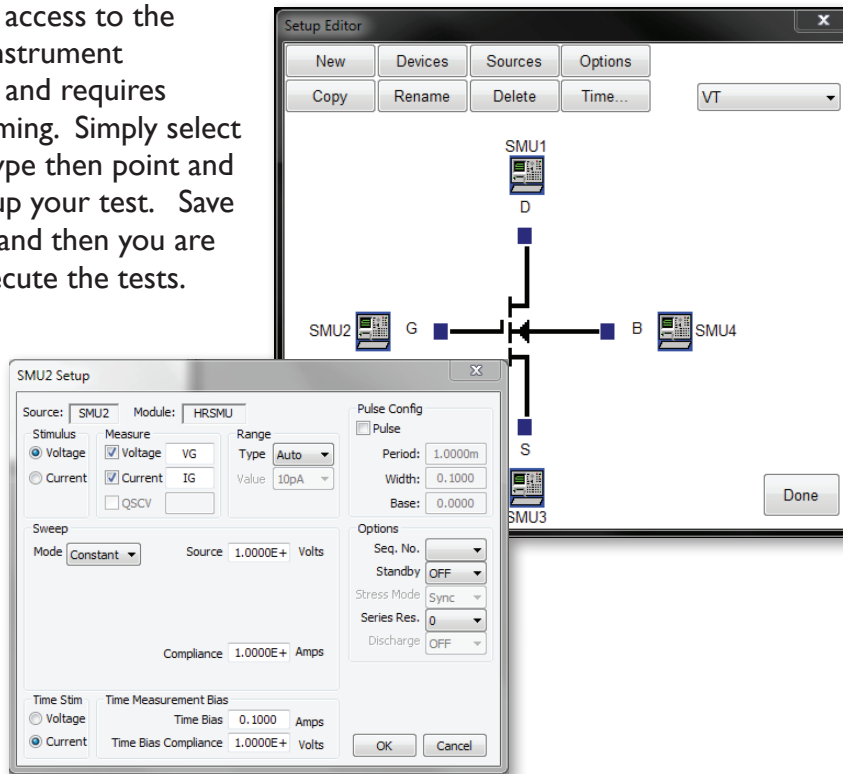 access to the
nstrument
and requires
ming. Simply select
ype then point and
up your test. Save
and then you are
ecute the tests.
Setup Editor
x
New Devices Sources Options
Copy Rename Delete Time... VT
SMU1
D
SMU2 G B SMU4
S
SMU3
Done
SMU2 Setup
x
Source: SMU2 Module: HRSMU
Stimulus Measure Range
Voltage Voltage VG Type Auto
Current Current IG Value 10pA
QSCV
Pulse Config
Pulse
Period: 1.0000m
Width: 0.1000
Base: 0.0000
Sweep
Mode Constant Source 1.0000E+ Volts
Compliance 1.0000E+ Amps
Options
Seq. No.
Standby OFF
Stress Mode Sync
Series Res. 0
Discharge OFF
Time Stim Time Measurement Bias
Voltage Time Bias 0.1000 Amps
Current Time Bias Compliance 1.0000E+ Volts
OK Cancel